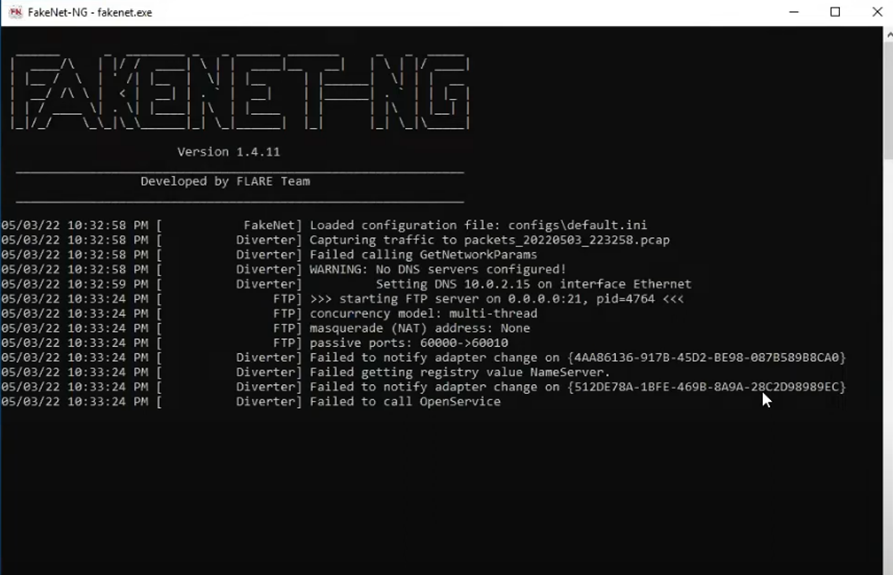 FakeNet-NG - fakenet.exe
FAKENET-NG
Version 1.4.11
Developed by FLARE Team
05/03/22 10:32:58 PM [ FakeNet] Loaded configuration file: configs\default.ini
05/03/22 10:32:58 PM [ Diverter] Capturing traffic to packets_20220503_223258.pcap
05/03/22 10:32:58 PM [ Diverter] Failed calling GetNetworkParams
05/03/22 10:32:58 PM [ Diverter] WARNING: No DNS servers configured!
05/03/22 10:32:59 PM [ Diverter] Setting DNS 10.0.2.15 on interface Ethernet
05/03/22 10:33:24 PM [ FTP] >>> starting FTP server on 0.0.0.0:21, pid=4764 <<<
05/03/22 10:33:24 PM [ FTP] concurrency model: multi-thread
05/03/22 10:33:24 PM [ FTP] masquerade (NAT) address: None
05/03/22 10:33:24 PM [ FTP] passive ports: 60000->60010
05/03/22 10:33:24 PM [ Diverter] Failed to notify adapter change on {4AA86136-917B-45D2-BE98-087B589B8CA0}
05/03/22 10:33:24 PM [ Diverter] Failed getting registry value NameServer.
05/03/22 10:33:24 PM [ Diverter] Failed to notify adapter change on {512DE78A-1BFE-469B-8A9A-28C2D98989EC}
05/03/22 10:33:24 PM [ Diverter] Failed to call OpenService